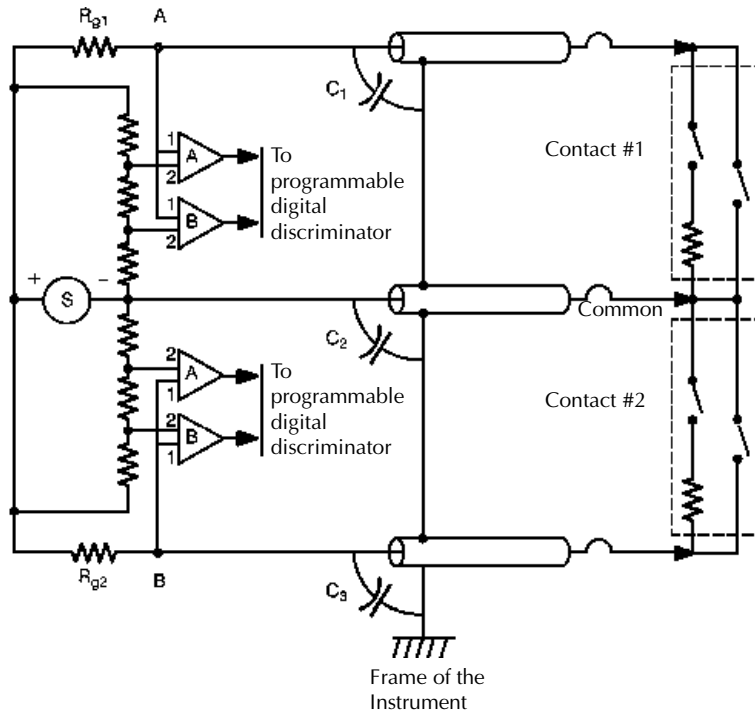 Rg1
A
C1
1
A
2
To
programmable
digital
discriminator
1
B
2
Contact #1
+
S
-
Common
C2
2
A
1
To
programmable
digital
discriminator
2
B
1
Contact #2
Rg2
B
C3
Frame of the
Instrument